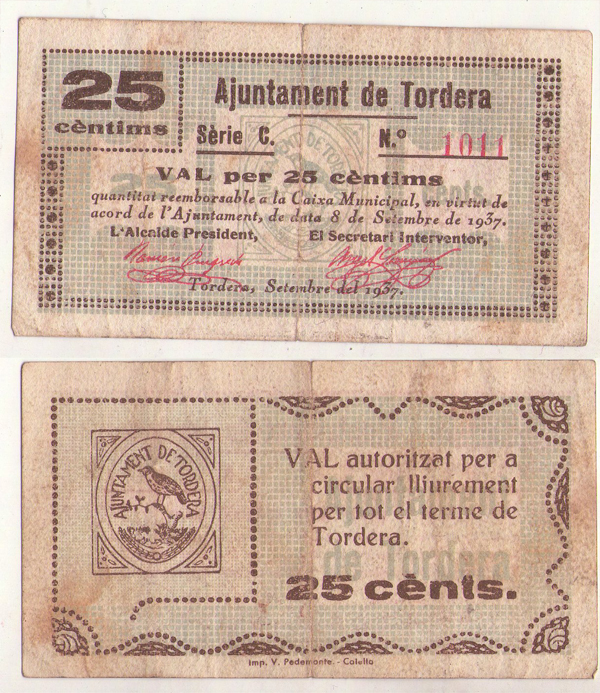 25
cèntims
Ajuntament de Tordera
Sèrie C. N.º 1011
VAL per 25 cèntims
quantitat reemborsable a la Caixa Municipal, en virtut de
acord de l'Ajuntament, de data 8 de Setembre de 1937.
L'Alcalde President, El Secretari Interventor,
Tordera, Setembre del 1937.
AJUNTAMENT DE TORDERA
VAL autoritzat per a
circular lliurement
per tot el terme de
Tordera.
25 cènts.
Imp. V. Pedemonte. - Calella